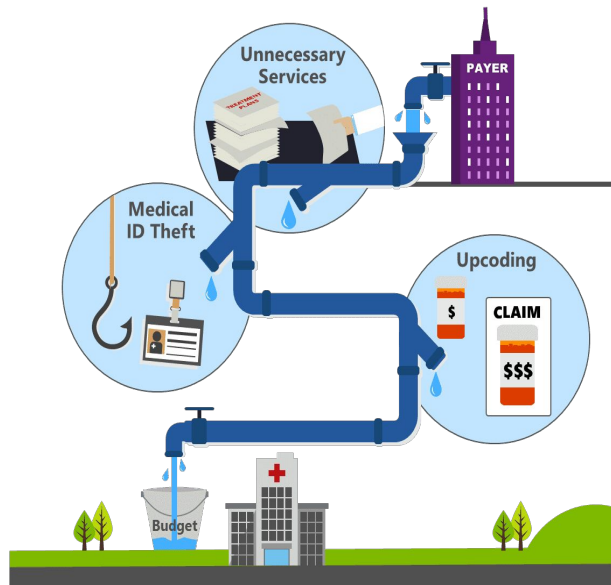 Unnecessary
Services
PAYER
TREATMENT
PLANS
Medical
ID Theft
Upcoding
$
CLAIM
$$$
Budget